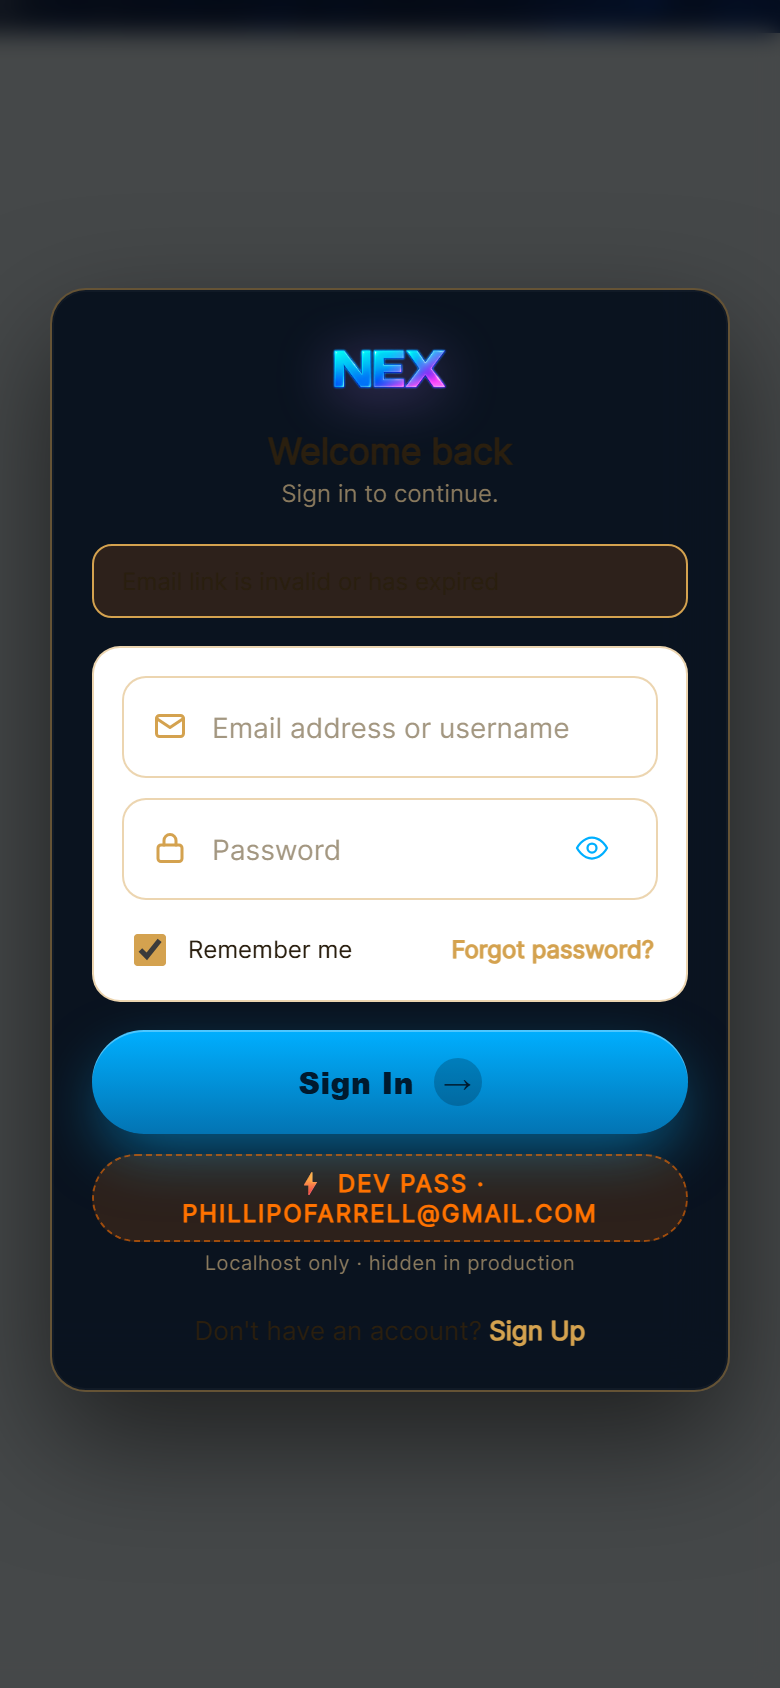 NEX
Welcome back
Sign in to continue.
Email link is invalid or has expired
Email address or username
Password
Remember me
Forgot password?
Sign In →
⚡ DEV PASS ·
PHILLIPOFARRELL@GMAIL.COM
Localhost only · hidden in production
Don't have an account? Sign Up